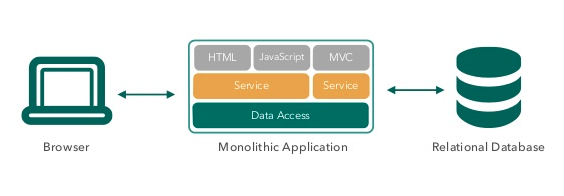 HTML JavaScript MVC
Service Service
Data Access
Browser Monolithic Application Relational Database